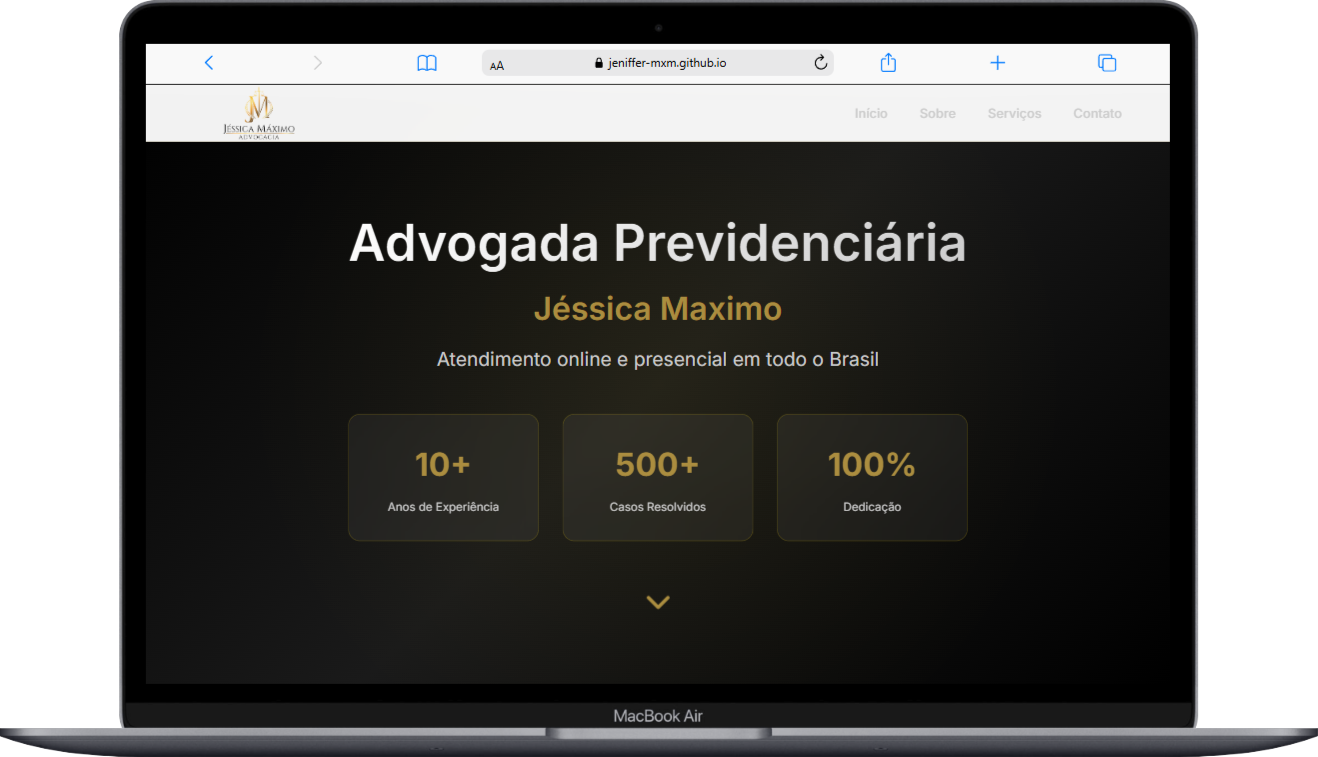 AA
jeniffer-mxm.github.io
JM
JÉSSICA MÁXIMO
ADVOCACIA
Início Sobre Serviços Contato
Advogada Previdenciária
Jéssica Maximo
Atendimento online e presencial em todo o Brasil
10+ 500+ 100%
Anos de Experiência Casos Resolvidos Dedicação
MacBook Air